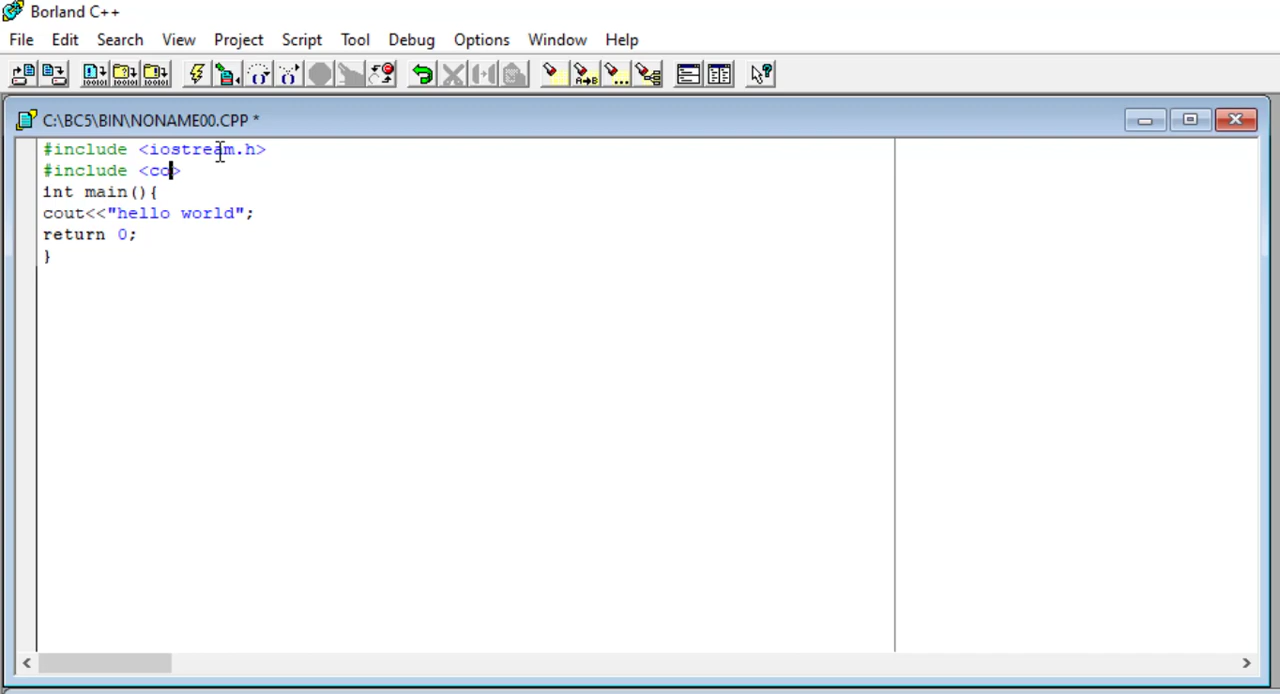 Borland C++
File Edit Search View Project Script Tool Debug Options Window Help
C:\BC5\BIN\NONAME00.CPP *
#include <iostream.h>
#include <co>
int main(){
cout<<"hello world";
return 0;
}